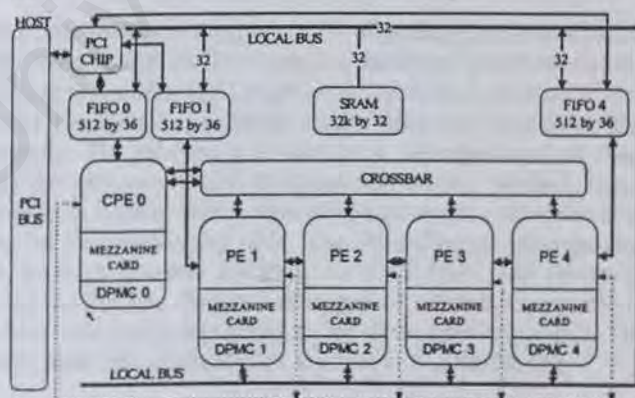 HOST
PCI CHIP
LOCAL BUS
32
32
32
32
FIFO 0
512 by 36
FIFO 1
512 by 36
SRAM
32k by 32
FIFO 4
512 by 36
PCI BUS
CPE 0
MEZZANINE CARD
DPMC 0
CROSSBAR
PE 1
PE 2
PE 3
PE 4
MEZZANINE CARD
MEZZANINE CARD
MEZZANINE CARD
MEZZANINE CARD
DPMC 1
DPMC 2
DPMC 3
DPMC 4
LOCAL BUS